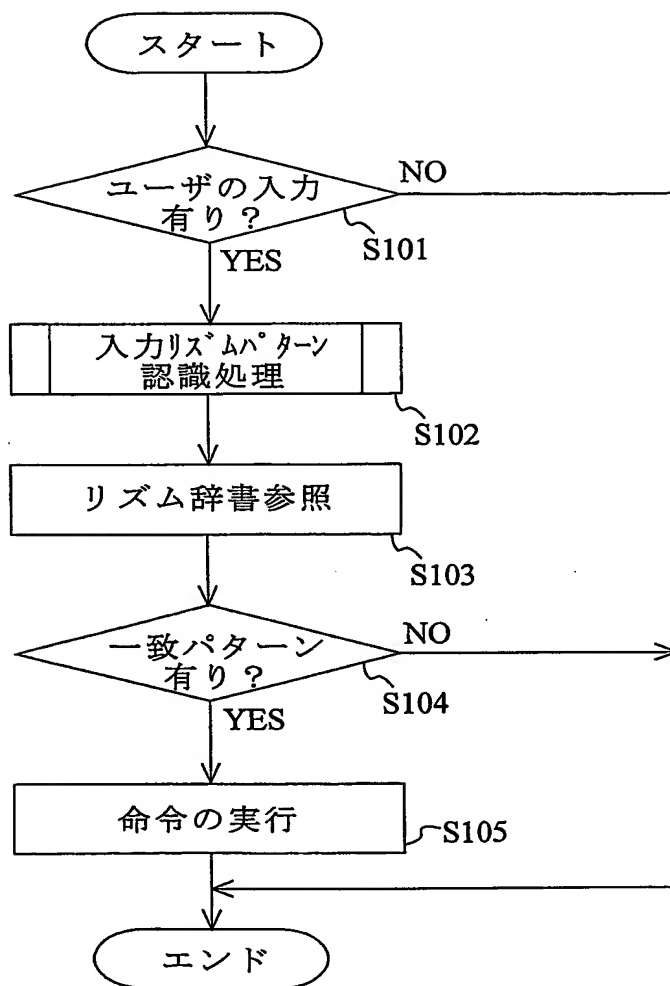 スタート
ユーザの入力
有り?
NO
S101
YES
入力ﾘｽﾞﾑﾊﾟﾀｰﾝ
認識処理
S102
リズム辞書参照
S103
一致パターン
有り?
NO
S104
YES
命令の実行
S105
エンド